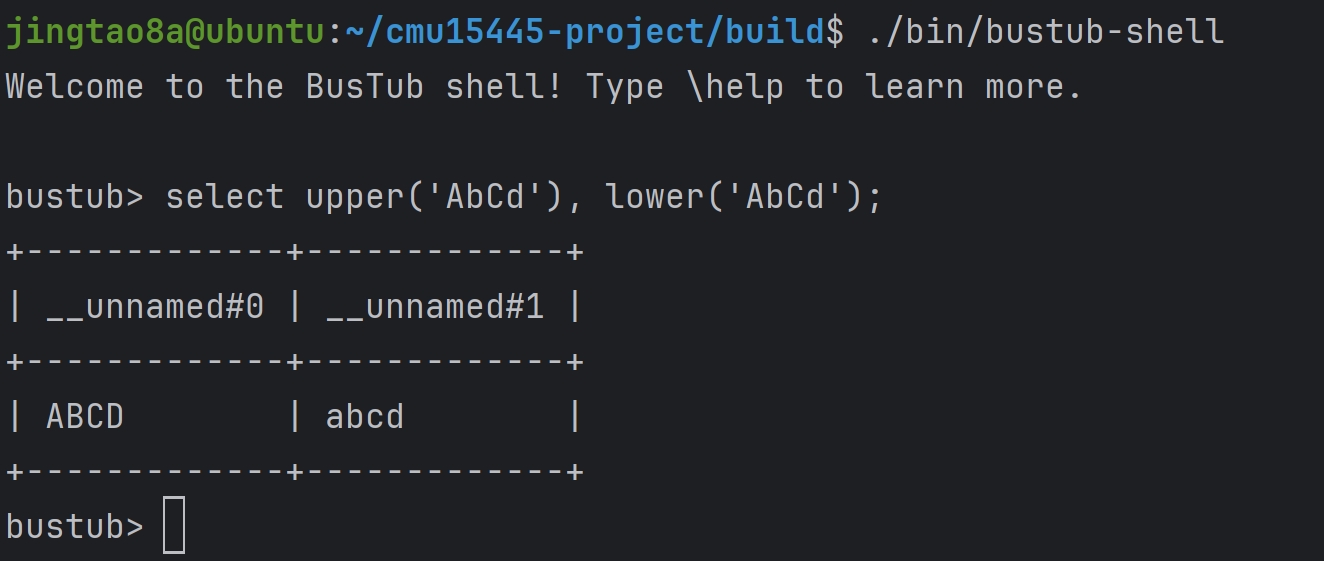 jingtao8a@ubuntu:~/cmu15445-project/build$ ./bin/bustub-shell
Welcome to the BusTub shell! Type \help to learn more.
bustub> select upper('AbCd'), lower('AbCd');
+-------------+-------------+
| __unnamed#0 | __unnamed#1 |
+-------------+-------------+
| ABCD        | abcd        |
+-------------+-------------+
bustub>